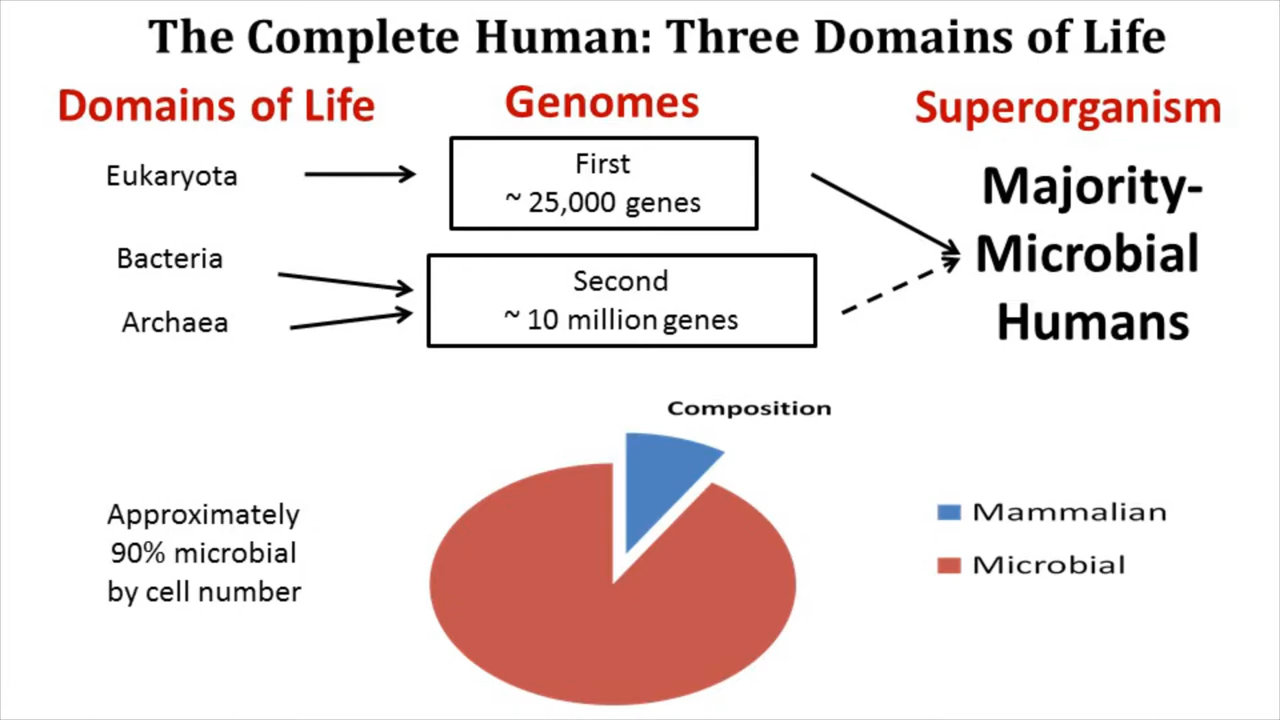 The Complete Human: Three Domains of Life
Domains of Life
Genomes
Superorganism
Eukaryota
First
~ 25,000 genes
Bacteria
Archaea
Second
~ 10 million genes
Majority-
Microbial
Humans
Composition
Approximately
90% microbial
by cell number
Mammalian
Microbial